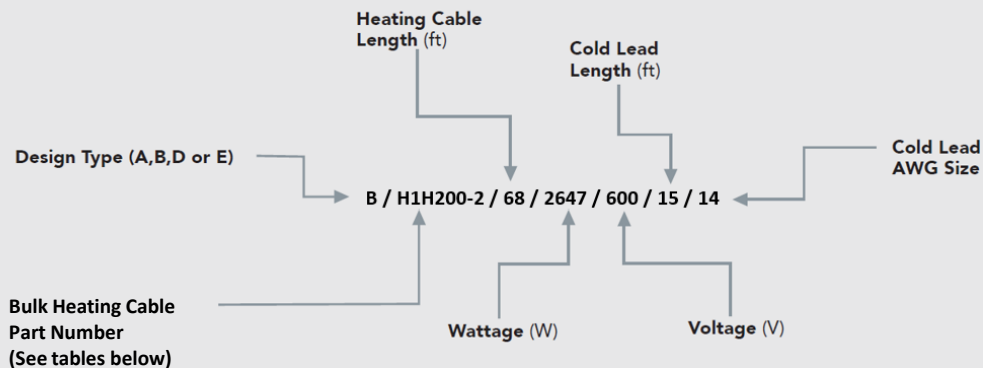 Heating Cable
Length (ft)
Cold Lead
Length (ft)
Design Type (A,B,D or E)
Cold Lead
AWG Size
B / H1H200-2 / 68 / 2647 / 600 / 15 / 14
Bulk Heating Cable
Part Number
(See tables below)
Wattage (W)
Voltage (V)